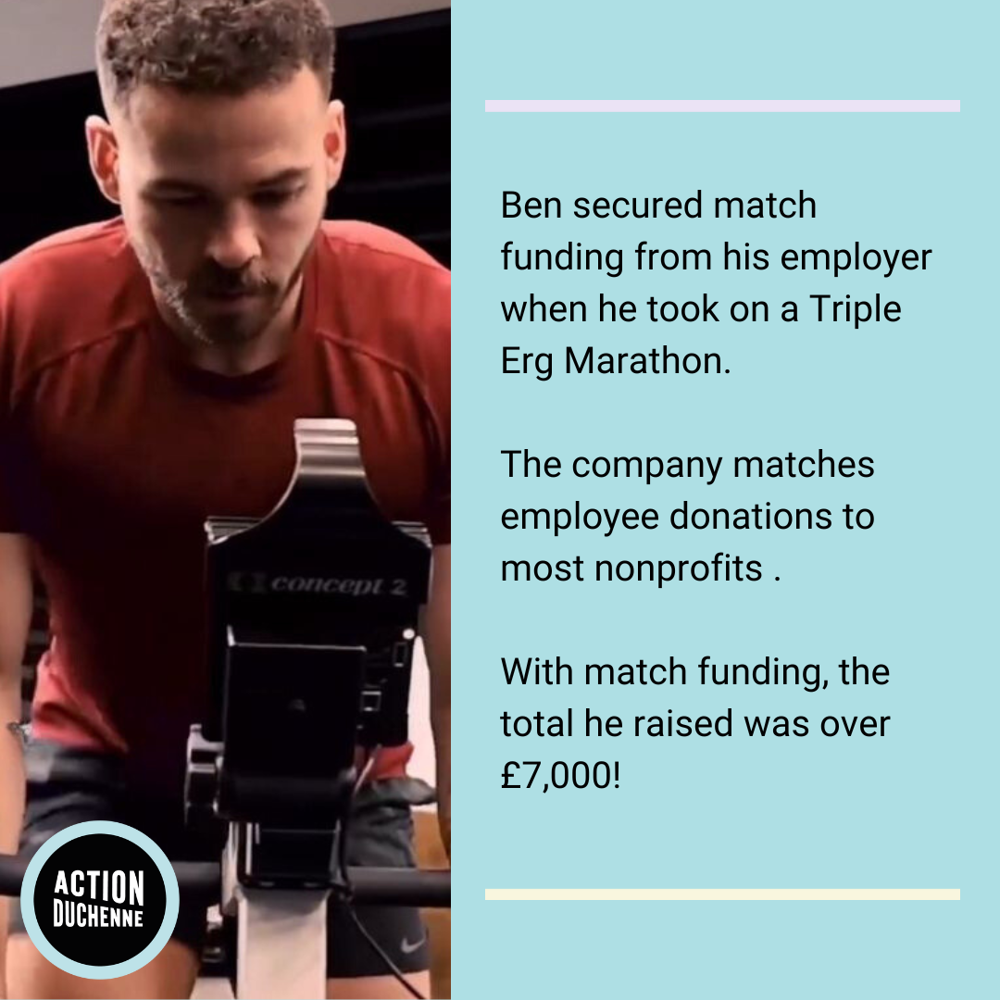 Ben secured match
funding from his employer
when he took on a Triple
Erg Marathon.
The company matches
employee donations to
most nonprofits .
With match funding, the
total he raised was over
£7,000!
concept 2
ACTION
DUCHENNE